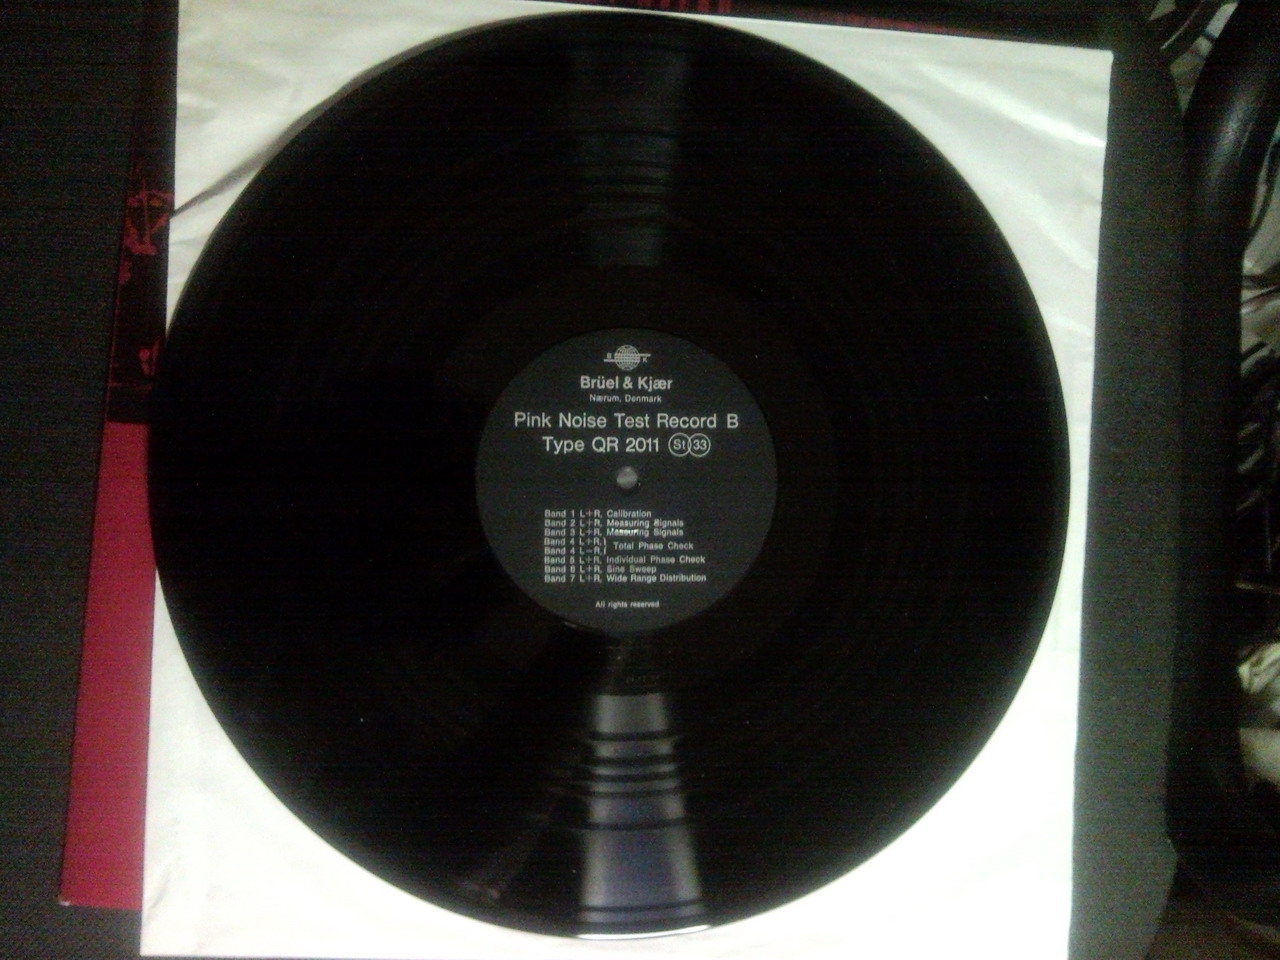 B K
Brüel & Kjær
Nærum, Denmark
Pink Noise Test Record B
Type QR 2011 St 33
Band 1 L+R, Calibration
Band 2 L+R, Measuring Signals
Band 3 L+R, Measuring Signals
Band 4 L+R,} Total Phase Check
Band 4 L−R,}
Band 5 L+R, Individual Phase Check
Band 6 L+R, Sine Sweep
Band 7 L+R, Wide Range Distribution
All rights reserved